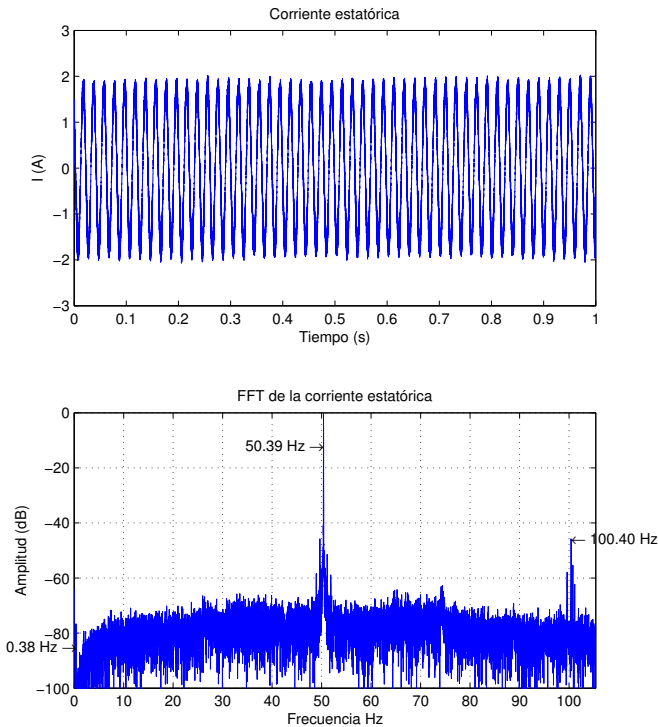 Corriente estatórica
3
2
1
0
−1
−2
−3
I (A)
0 0.1 0.2 0.3 0.4 0.5 0.6 0.7 0.8 0.9 1
Tiempo (s)
FFT de la corriente estatórica
0
−20
−40
−60
−80
−100
Amplitud (dB)
50.39 Hz →
← 100.40 Hz
0.38 Hz →
0 10 20 30 40 50 60 70 80 90 100
Frecuencia Hz